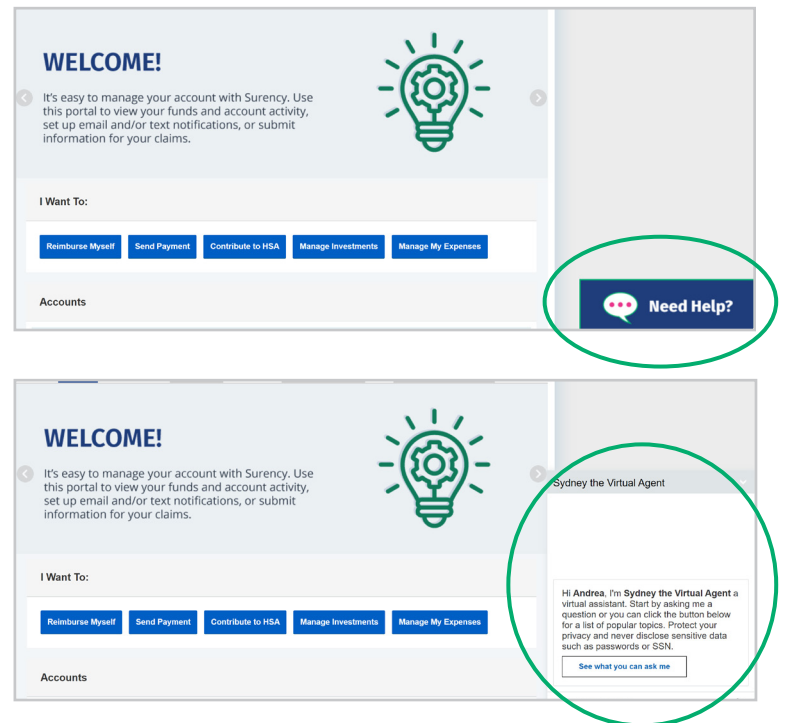 WELCOME!
It's easy to manage your account with Surency. Use
this portal to view your funds and account activity,
set up email and/or text notifications, or submit
information for your claims.
I Want To:
Reimburse Myself Send Payment Contribute to HSA Manage Investments Manage My Expenses
Accounts
Need Help?
WELCOME!
It's easy to manage your account with Surency. Use
this portal to view your funds and account activity,
set up email and/or text notifications, or submit
information for your claims.
I Want To:
Reimburse Myself Send Payment Contribute to HSA Manage Investments Manage My Expenses
Accounts
Sydney the Virtual Agent
Hi Andrea, I'm Sydney the Virtual Agent a
virtual assistant. Start by asking me a
question or you can click the button below
for a list of popular topics. Protect your
privacy and never disclose sensitive data
such as passwords or SSN.
See what you can ask me